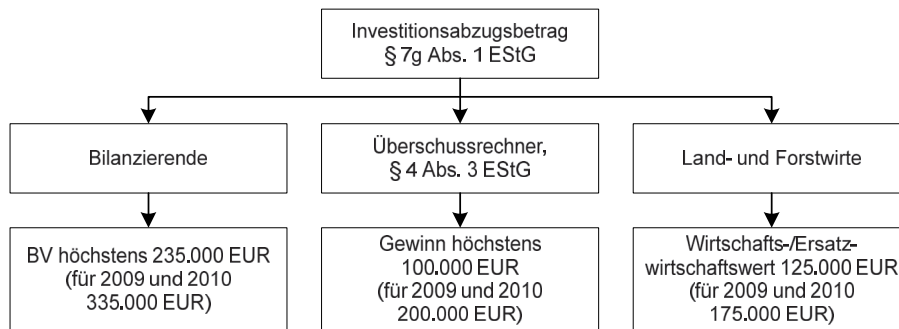 Investitionsabzugsbetrag
§ 7g Abs. 1 EStG
Bilanzierende
Überschussrechner,
§ 4 Abs. 3 EStG
Land- und Forstwirte
BV höchstens 235.000 EUR
(für 2009 und 2010
335.000 EUR)
Gewinn höchstens
100.000 EUR
(für 2009 und 2010
200.000 EUR)
Wirtschafts-/Ersatz-
wirtschaftswert 125.000 EUR
(für 2009 und 2010
175.000 EUR)